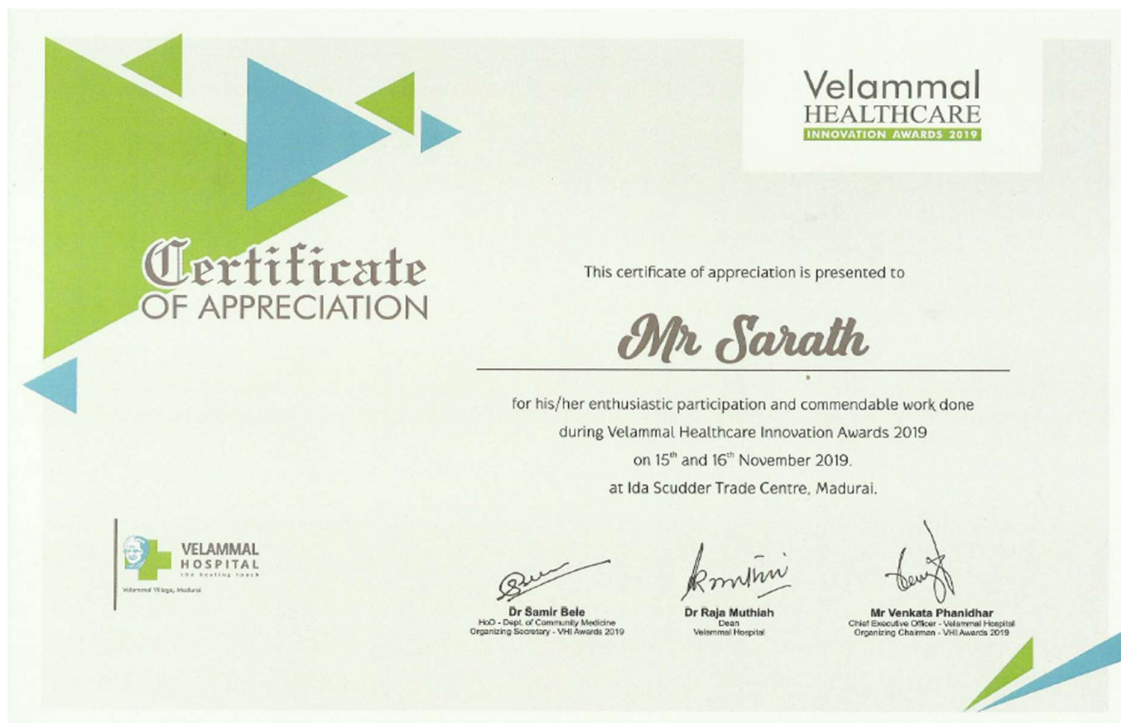 Velammal
HEALTHCARE
INNOVATION AWARDS 2019
Certificate
OF APPRECIATION
This certificate of appreciation is presented to
Mr Sarath
for his/her enthusiastic participation and commendable work done
during Velammal Healthcare Innovation Awards 2019
on 15th and 16th November 2019.
at Ida Scudder Trade Centre, Madurai.
VELAMMAL
HOSPITAL
the healing touch
Velammal Village, Madurai
Dr Samir Bele
HoD - Dept. of Community Medicine
Organizing Secretary - VHI Awards 2019
Dr Raja Muthiah
Dean
Velammal Hospital
Mr Venkata Phanidhar
Chief Executive Officer - Velammal Hospital
Organizing Chairman - VHI Awards 2019